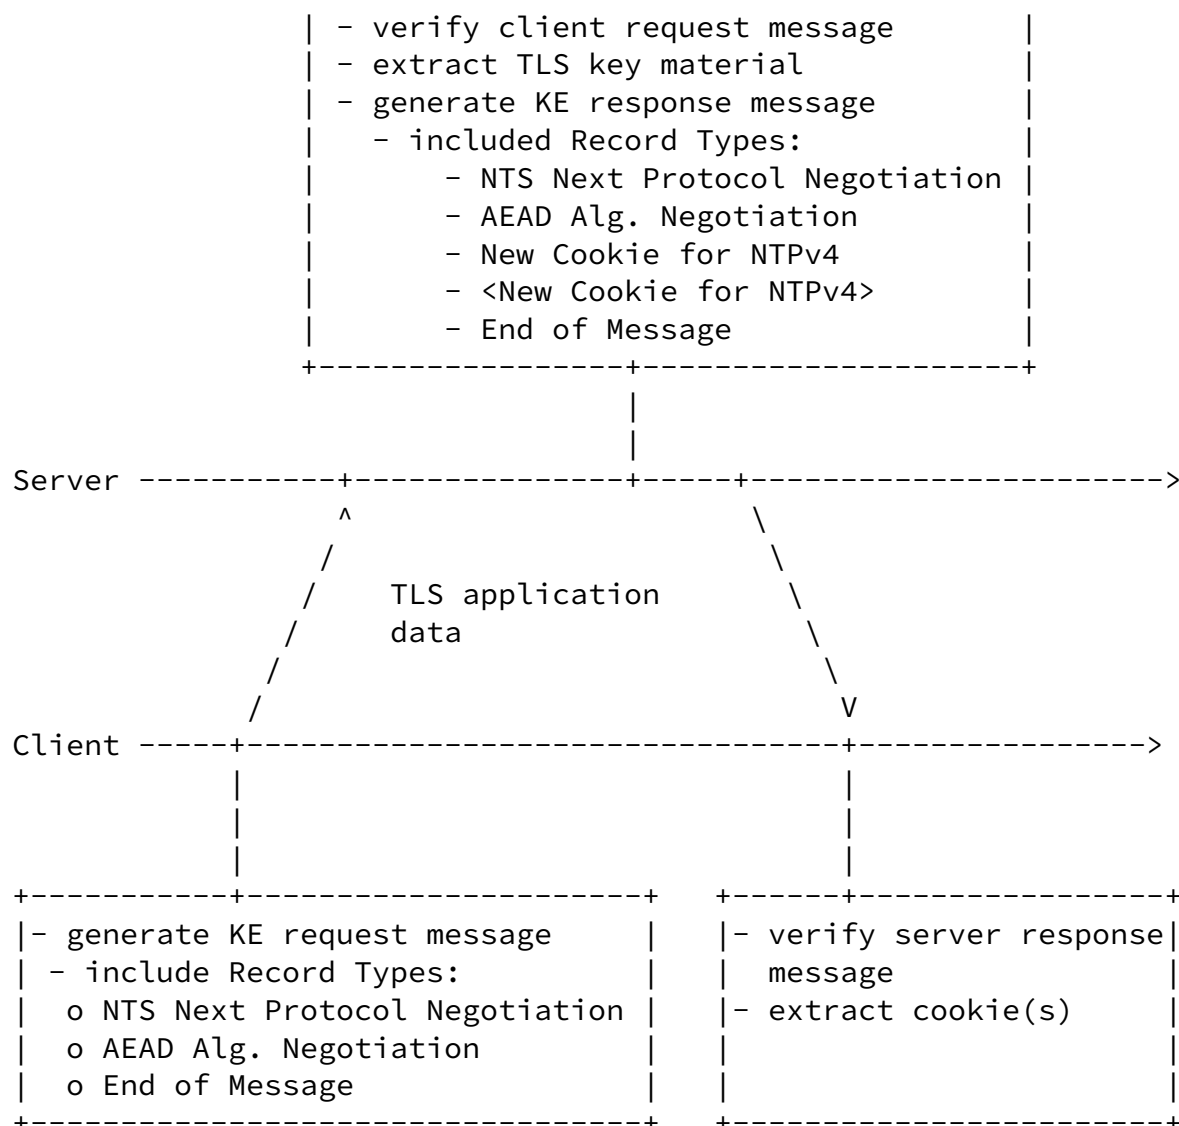 - verify client request message
- extract TLS key material
- generate KE response message
- included Record Types:
- NTS Next Protocol Negotiation
- AEAD Alg. Negotiation
- New Cookie for NTPv4
- <New Cookie for NTPv4>
- End of Message
Server
TLS application
data
Client
- generate KE request message
- include Record Types:
o NTS Next Protocol Negotiation
o AEAD Alg. Negotiation
o End of Message
- verify server response
message
- extract cookie(s)